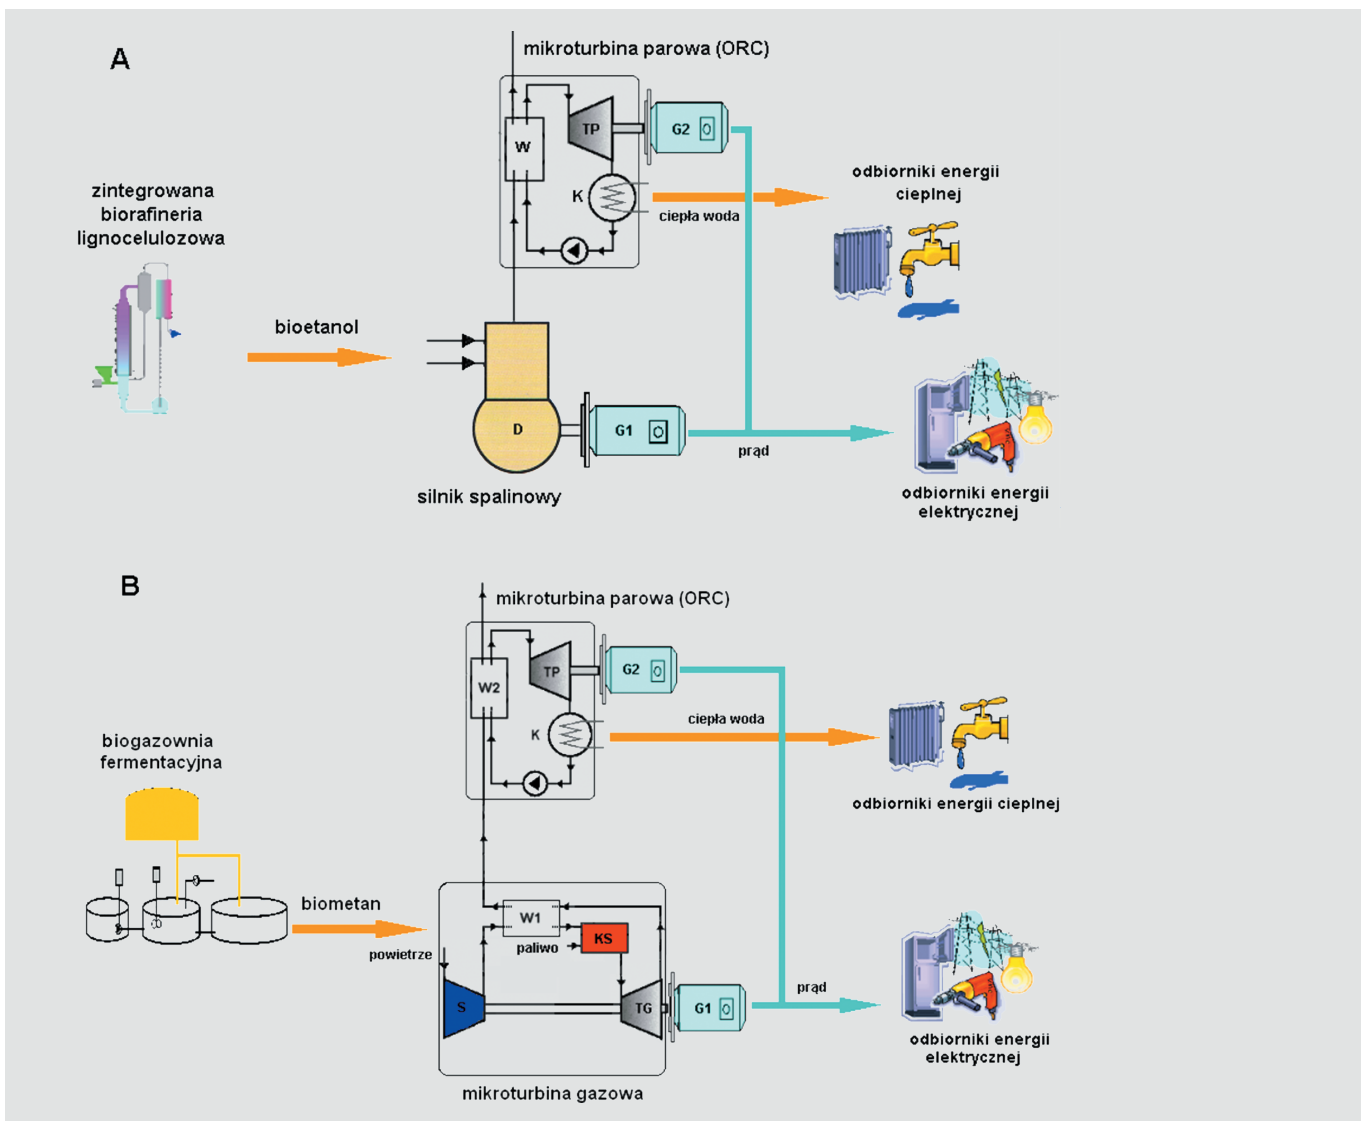 A
mikroturbina parowa (ORC)
TP
G2
W
K
ciepła woda
odbiorniki energii
cieplnej
zintegrowana
biorafineria
lignocelulozowa
bioetanol
D
G1
prąd
silnik spalinowy
odbiorniki energii
elektrycznej
B
mikroturbina parowa (ORC)
TP
G2
W2
K
ciepła woda
odbiorniki energii cieplnej
biogazownia
fermentacyjna
biometan
powietrze
W1
paliwo
KS
S
TG
G1
prąd
odbiorniki energii
elektrycznej
mikroturbina gazowa